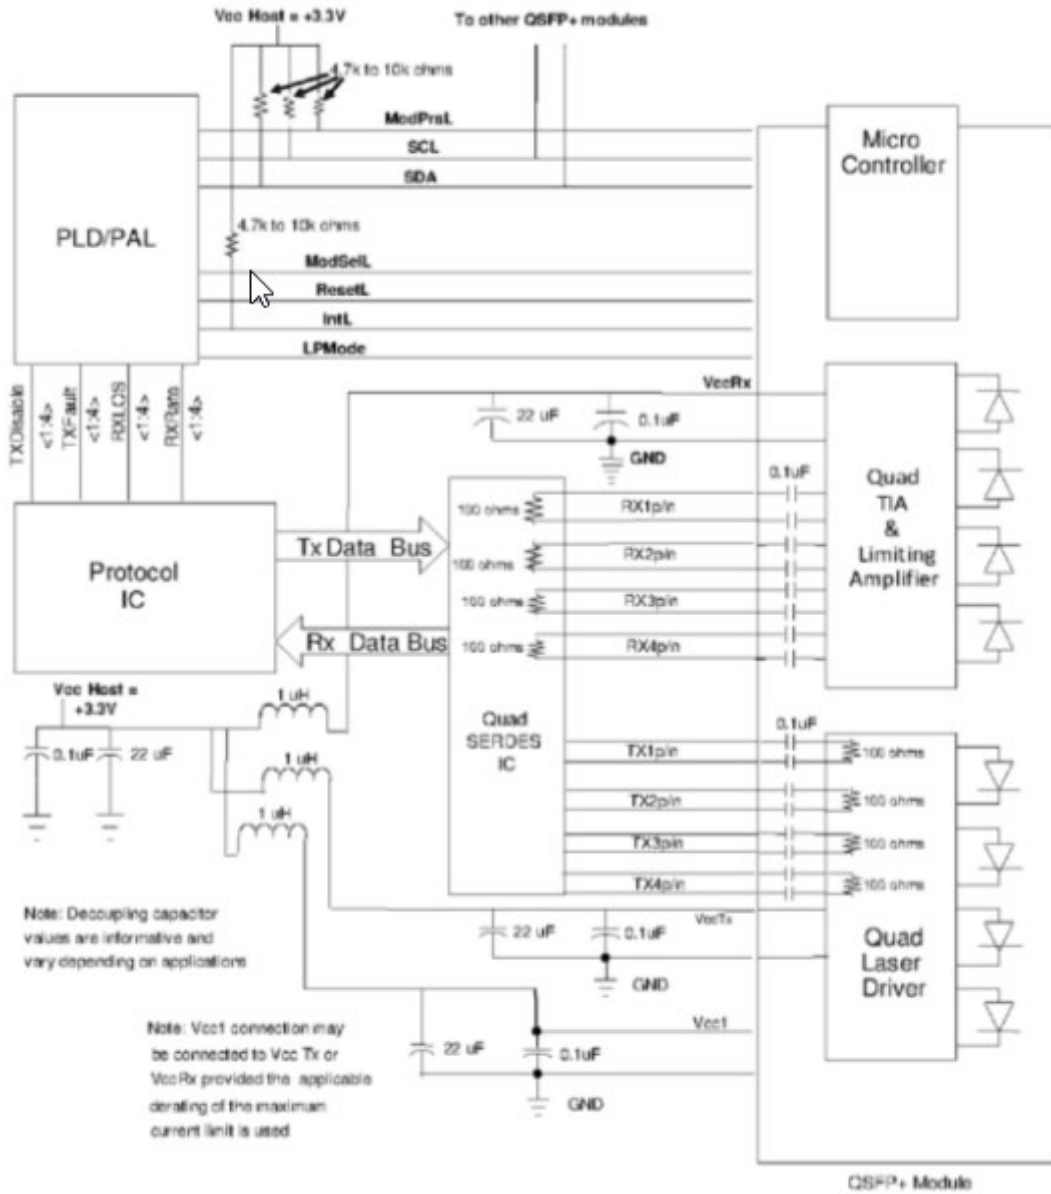 Vcc Host = +3.3V
To other QSFP+ modules
4.7k to 10k ohms
ModPrsL
SCL
SDA
Micro
Controller
PLD/PAL
4.7k to 10k ohms
ModSelL
ResetL
IntL
LPMode
TXDisable
<1:4>
TXFault
<1:4>
RXLOS
<1:4>
RXRate
<1:4>
VccRx
22 uF
0.1uF
GND
0.1uF
Quad
TIA
&
Limiting
Amplifier
100 ohms
RX1p/n
100 ohms
RX2p/n
100 ohms
RX3p/n
100 ohms
RX4p/n
Tx Data Bus
Protocol
IC
Rx Data Bus
Vcc Host =
+3.3V
0.1uF
22 uF
1 uH
1 uH
1 uH
Quad
SERDES
IC
0.1uF
TX1p/n
100 ohms
TX2p/n
100 ohms
TX3p/n
100 ohms
TX4p/n
100 ohms
VccTx
22 uF
0.1uF
GND
Quad
Laser
Driver
Note: Decoupling capacitor
values are informative and
vary depending on applications
Vcc1
22 uF
0.1uF
GND
Note: Vcc1 connection may
be connected to Vcc Tx or
VccRx provided the applicable
derating of the maximum
current limit is used
QSFP+ Module